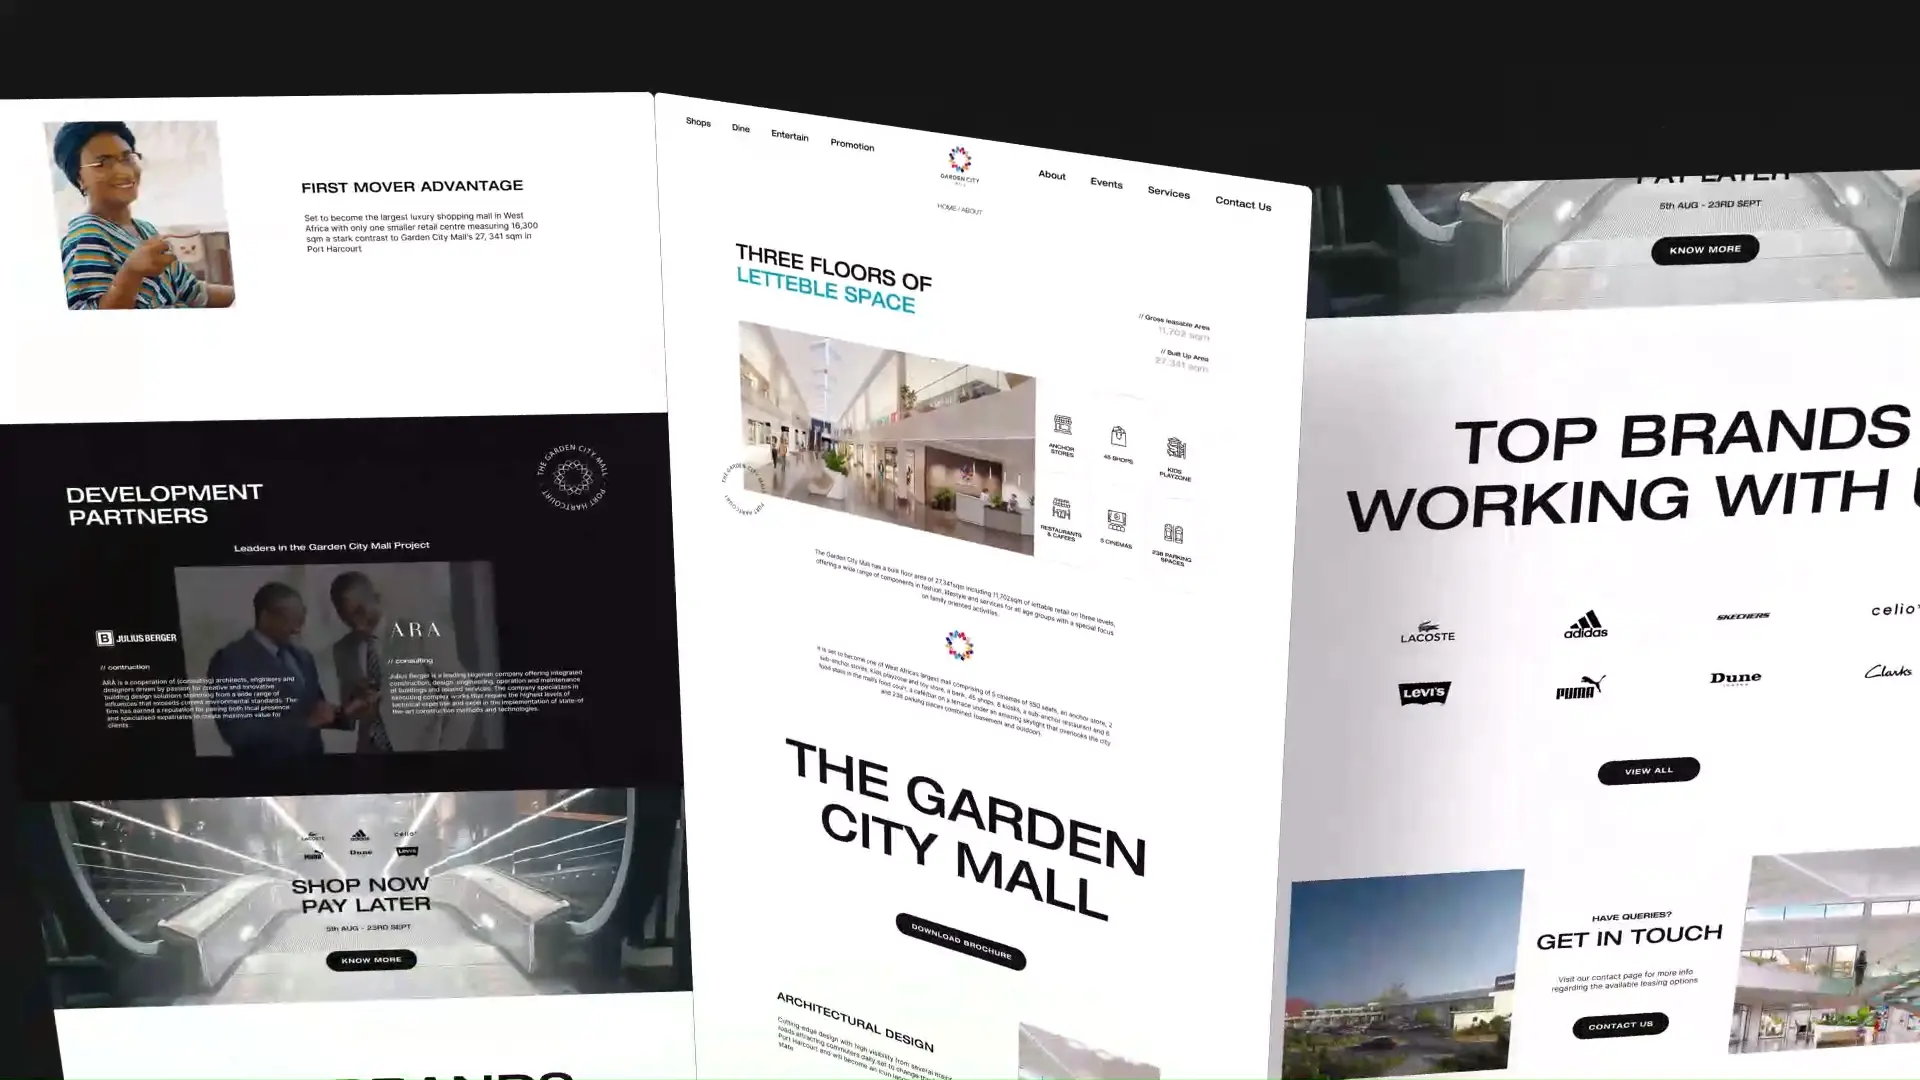 FIRST MOVER ADVANTAGE
Set to become the largest luxury shopping mall in West
Africa with only one smaller retail centre measuring 16,300
sqm a stark contrast to Garden City Mall's 27, 341 sqm in
Port Harcourt
DEVELOPMENT
PARTNERS
THE GARDEN CITY MALL · PORT HARTCOURT ·
Leaders in the Garden City Mall Project
JULIUS BERGER
// contruction
ARA is a cooperation of (consulting) architects, engineers and
designers driven by passion for creative and innovative
building design solutions stemming from a wide range of
influences that exceeds current environmental standards. The
firm has earned a reputation for pairing both local presence
and specialised expatriates to create maximum value for
clients.
ARA
// consulting
Julius Berger is a leading Nigerian company offering integrated
construction, design, engineering, operation and maintenance
of buildings and related services. The company specializes in
executing complex works that require the highest levels of
technical expertise and excel in the implementation of state-of
the-art construction methods and technologies.
LACOSTE
adidas
celio*
PUMA
Dune
LEVI'S
SHOP NOW
PAY LATER
5th AUG - 23RD SEPT
KNOW MORE
BRANDS
Shops
Dine
Entertain
Promotion
GARDEN CITY
MALL
About
Events
Services
Contact Us
HOME / ABOUT
THREE FLOORS OF
LETTEBLE SPACE
// Gross leasable Area
11,702 sqm
// Built Up Area
27,341 sqm
ANCHOR
STORES
45 SHOPS
KIDS
PLAYZONE
RESTAURANTS
& CAFEES
5 CINEMAS
238 PARKING
SPACES
THE GARDEN CITY MALL · PORT HARTCOURT ·
The Garden City Mall has a built floor area of 27,341sqm including 11,702sqm of lettable retail on three levels,
offering a wide range of components in fashion, lifestyle and services for all age groups with a special focus
on family oriented activities.
It is set to become one of West Africa's largest mall comprising of 5 cinemas of 550 seats, an anchor store, 2
sub-anchor stores, kids playzone and toy store, a bank, 45 shops, 8 kiosks, a sub-anchor restaurant and 6
food stalls in the mall's food court, a café/bar on a terrace under an amazing skylight that overlooks the city
and 238 parking places combined (basement and outdoor).
THE GARDEN
CITY MALL
DOWNLOAD BROCHURE
ARCHITECTURAL DESIGN
Cutting-edge design with high visibility from several
roads attracting commuters daily set to change the
Port Harcourt and will become an icon
state
PAY LATER
5th AUG - 23RD SEPT
KNOW MORE
TOP BRANDS
WORKING WITH
LACOSTE
adidas
SKECHERS
celio*
LEVI'S
PUMA
Dune
LONDON
Clarks
VIEW ALL
HAVE QUERIES?
GET IN TOUCH
Visit our contact page for more info
regarding the available leasing options
CONTACT US